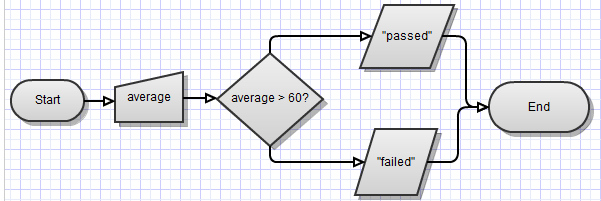 Start
average
average > 60?
"passed"
"failed"
End